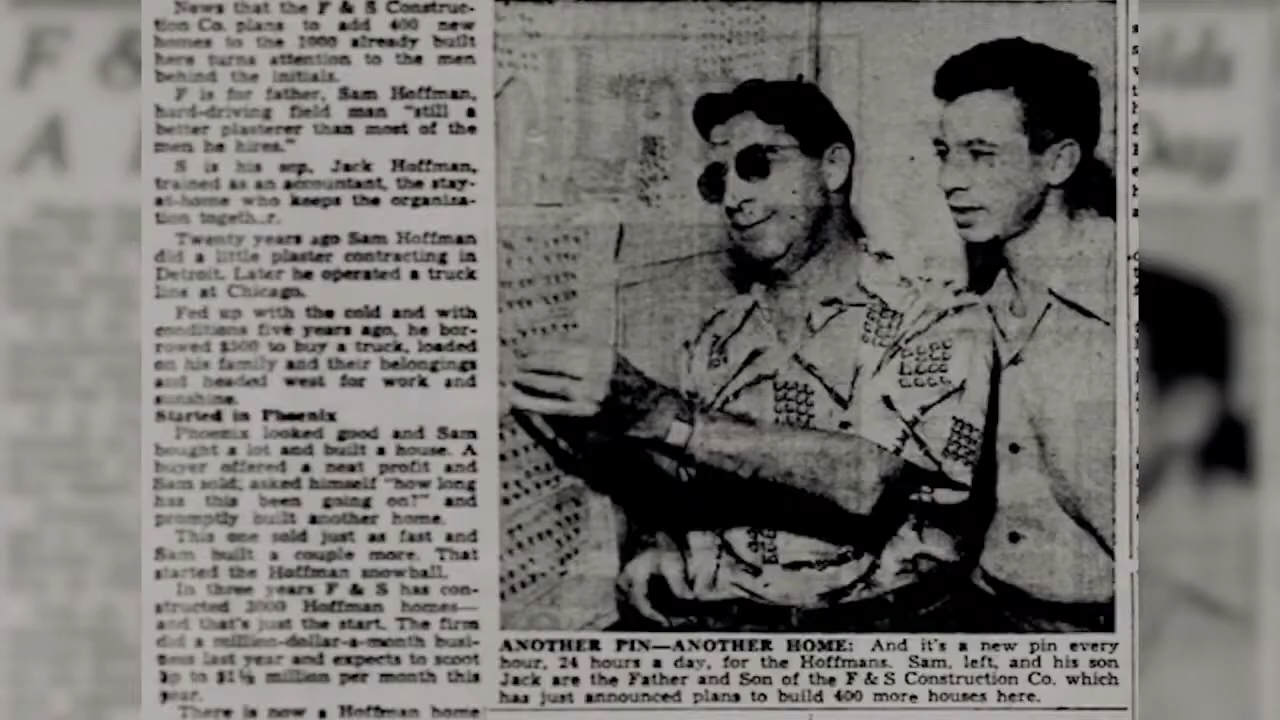 News that the F & S Construc-
tion Co. plans to add 400 new
homes to the 1000 already built
here turns attention to the men
behind the initials.
F is for father, Sam Hoffman,
hard-driving field man "still a
better plasterer than most of the
men he hires."
S is his son, Jack Hoffman,
trained as an accountant, the stay-
at-home who keeps the organiza-
tion
Twenty years ago Sam Hoffman
did a little plaster contracting in
Detroit. Later he operated a truck
line at Chicago.
Fed up with the cold and with
conditions five years ago, he bor-
rowed $500 to buy a truck, loaded
on his family and their belongings
and headed west for work and
sunshine.
Started in Phoenix
Phoenix looked good and Sam
bought a lot and built a house. A
buyer offered a neat profit and
Sam sold; asked himself "how long
has this been going on?" and
promptly built another home.
This one sold just as fast and
Sam built a couple more. That
started the Hoffman snowball.
In three years F & S has con-
structed Hoffman homes—
and that's just the start. The firm
did a million-dollar-a-month busi-
ness last year and expects to scoot
up to million per month this
year.
There is now a Hoffman home
ANOTHER PIN—ANOTHER HOME: And it's a new pin every
hour, 24 hours a day, for the Hoffmans. Sam, left, and his son
Jack are the Father and Son of the F & S Construction Co. which
has just announced plans to build 400 more houses here.
F &
A
Day